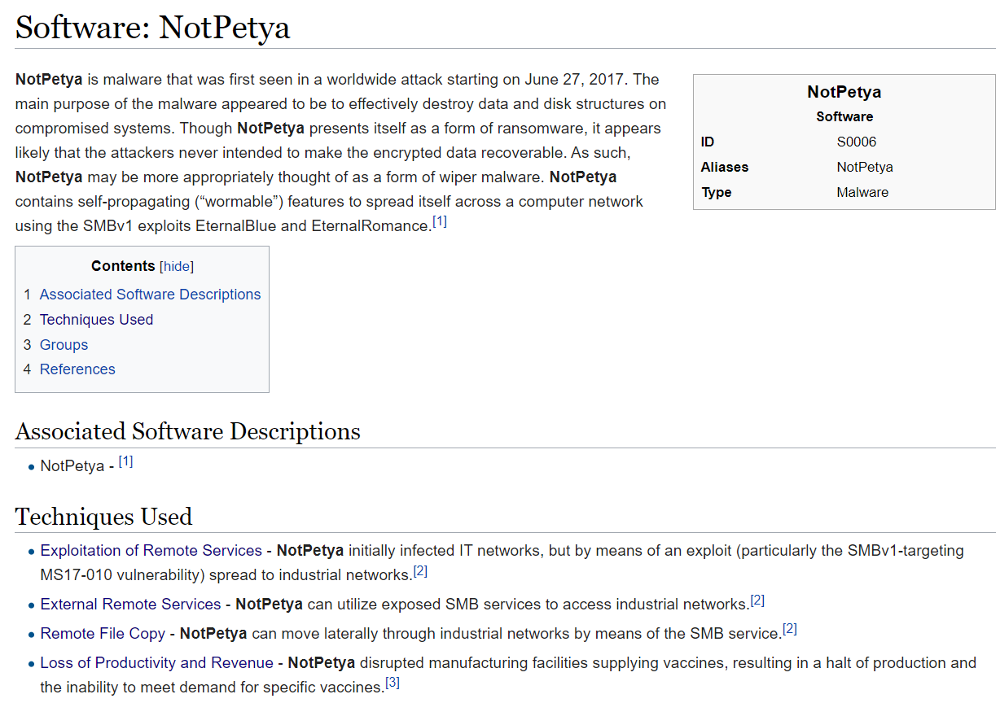 Software: NotPetya
NotPetya is malware that was first seen in a worldwide attack starting on June 27, 2017. The
main purpose of the malware appeared to be to effectively destroy data and disk structures on
compromised systems. Though NotPetya presents itself as a form of ransomware, it appears
likely that the attackers never intended to make the encrypted data recoverable. As such,
NotPetya may be more appropriately thought of as a form of wiper malware. NotPetya
contains self-propagating (“wormable”) features to spread itself across a computer network
using the SMBv1 exploits EternalBlue and EternalRomance.[1]
NotPetya
Software
ID S0006
Aliases NotPetya
Type Malware
Contents [hide]
1 Associated Software Descriptions
2 Techniques Used
3 Groups
4 References
Associated Software Descriptions
• NotPetya - [1]
Techniques Used
• Exploitation of Remote Services - NotPetya initially infected IT networks, but by means of an exploit (particularly the SMBv1-targeting
MS17-010 vulnerability) spread to industrial networks.[2]
• External Remote Services - NotPetya can utilize exposed SMB services to access industrial networks.[2]
• Remote File Copy - NotPetya can move laterally through industrial networks by means of the SMB service.[2]
• Loss of Productivity and Revenue - NotPetya disrupted manufacturing facilities supplying vaccines, resulting in a halt of production and
the inability to meet demand for specific vaccines.[3]